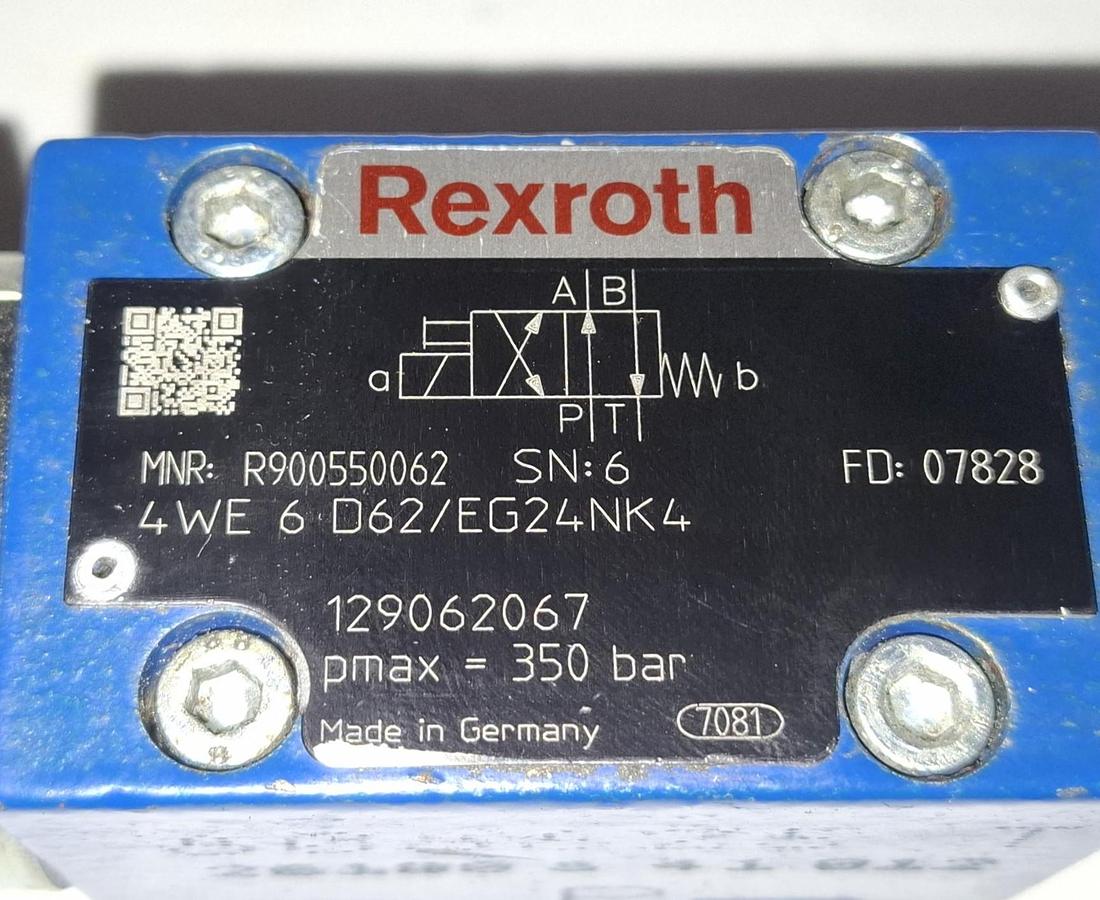 Rexroth
A B
a b
P T
MNR: R900550062 SN:6 FD: 07828
4WE 6 D62/EG24NK4
129062067
pmax = 350 bar
Made in Germany 7081